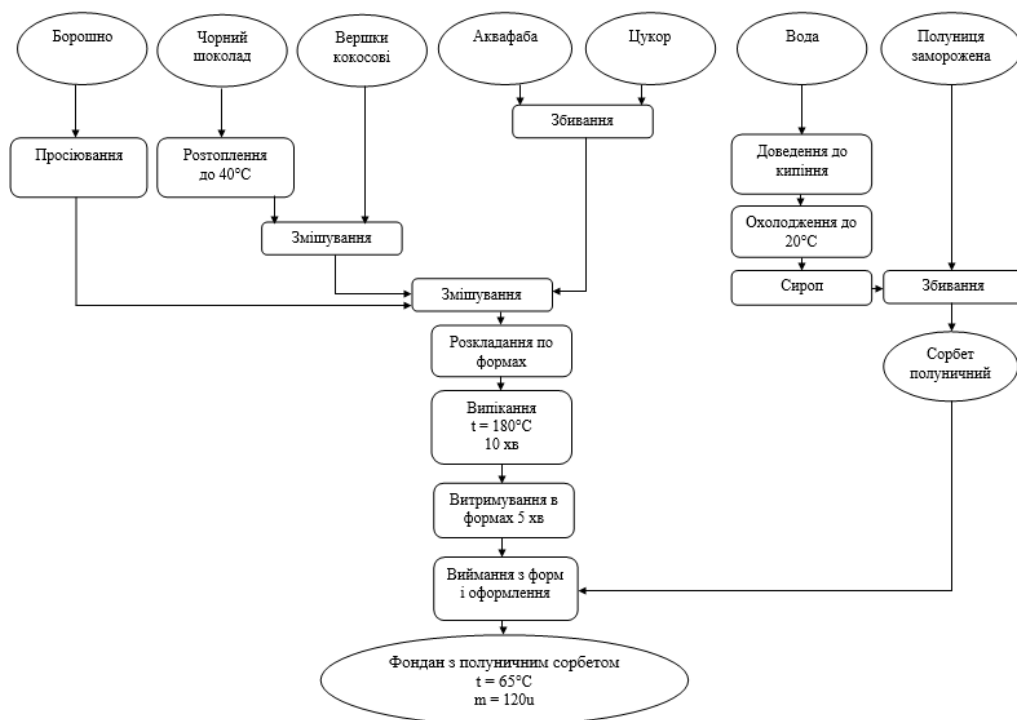 Борошно
Чорний
шоколад
Вершки
кокосові
Аквафаба
Цукор
Вода
Полуниця
заморожена
Збивання
Просіювання
Розтоплення
до 40°С
Доведення до
кипіння
Змішування
Охолодження до
20°С
Змішування
Сироп
Збивання
Розкладання по
формах
Сорбет
полуничний
Випікання
t = 180°С
10 хв
Витримування в
формах 5 хв
Виймання з форм
і оформлення
Фондан з полуничним сорбетом
t = 65°С
m = 120u